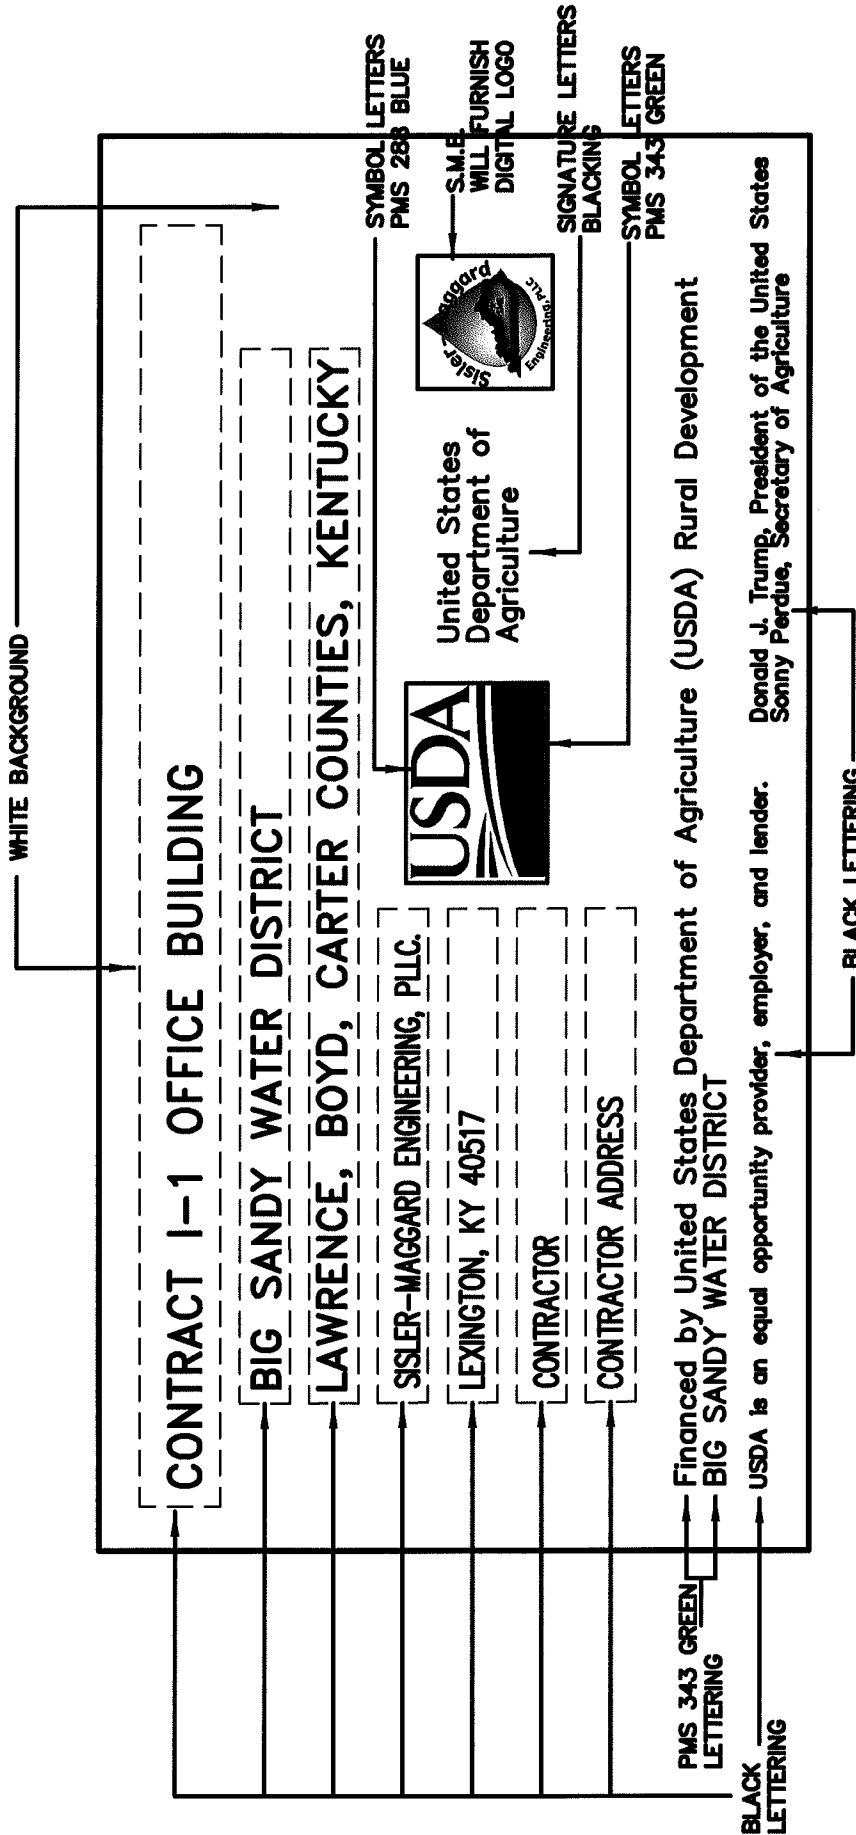 WHITE BACKGROUND
CONTRACT I-1 OFFICE BUILDING
BIG SANDY WATER DISTRICT
LAWRENCE, BOYD, CARTER COUNTIES, KENTUCKY
SISLER-MAGGARD ENGINEERING, PLLC.
LEXINGTON, KY 40517
CONTRACTOR
CONTRACTOR ADDRESS
USDA
United States
Department of
Agriculture
Sisler Maggard
Engineering, PLLC
SYMBOL LETTERS
PMS 288 BLUE
S.M.E.
WILL FURNISH
DIGITAL LOGO
SIGNATURE LETTERS
BLACKING
SYMBOL LETTERS
PMS 343 GREEN
PMS 343 GREEN
LETTERING
Financed by United States Department of Agriculture (USDA) Rural Development
BIG SANDY WATER DISTRICT
USDA is an equal opportunity provider, employer, and lender.
Donald J. Trump, President of the United States
Sonny Perdue, Secretary of Agriculture
BLACK
LETTERING
BLACK LETTERING